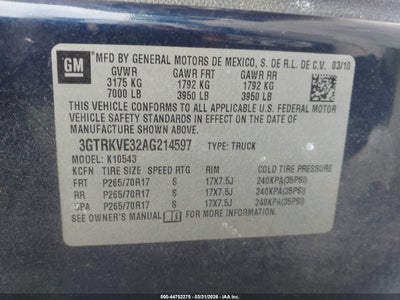 GM
*MFD BY GENERAL MOTORS DE MEXICO, S. DE R.L. DE C.V. 03/10
GVWR GAWR FRT GAWR RR
3175 KG 1792 KG 1792 KG
7000 LB 3950 LB 3950 LB
THIS VEHICLE CONFORMS TO ALL APPLICABLE U.S. FEDERAL MOTOR
VEHICLE SAFETY STANDARDS IN EFFECT ON THE DATE OF
MANUFACTURE SHOWN ABOVE.
3GTRKVE32AG214597 TYPE: TRUCK
MODEL: K10543 COLD TIRE
KCFN TIRE SIZE SPEED RTG RIM PRESSURE
FRT P265/70R17 S 17X7.5J 240KPA(35PSI)
RR P265/70R17 S 17X7.5J 240KPA(35PSI)
SPA P265/70R17 S 17X7.5J 240KPA(35PSI)
SEE OWNER'S MANUAL FOR ADDITIONAL INFORMATION.
000-44752275 - 03/31/2026 - IAAI.COM